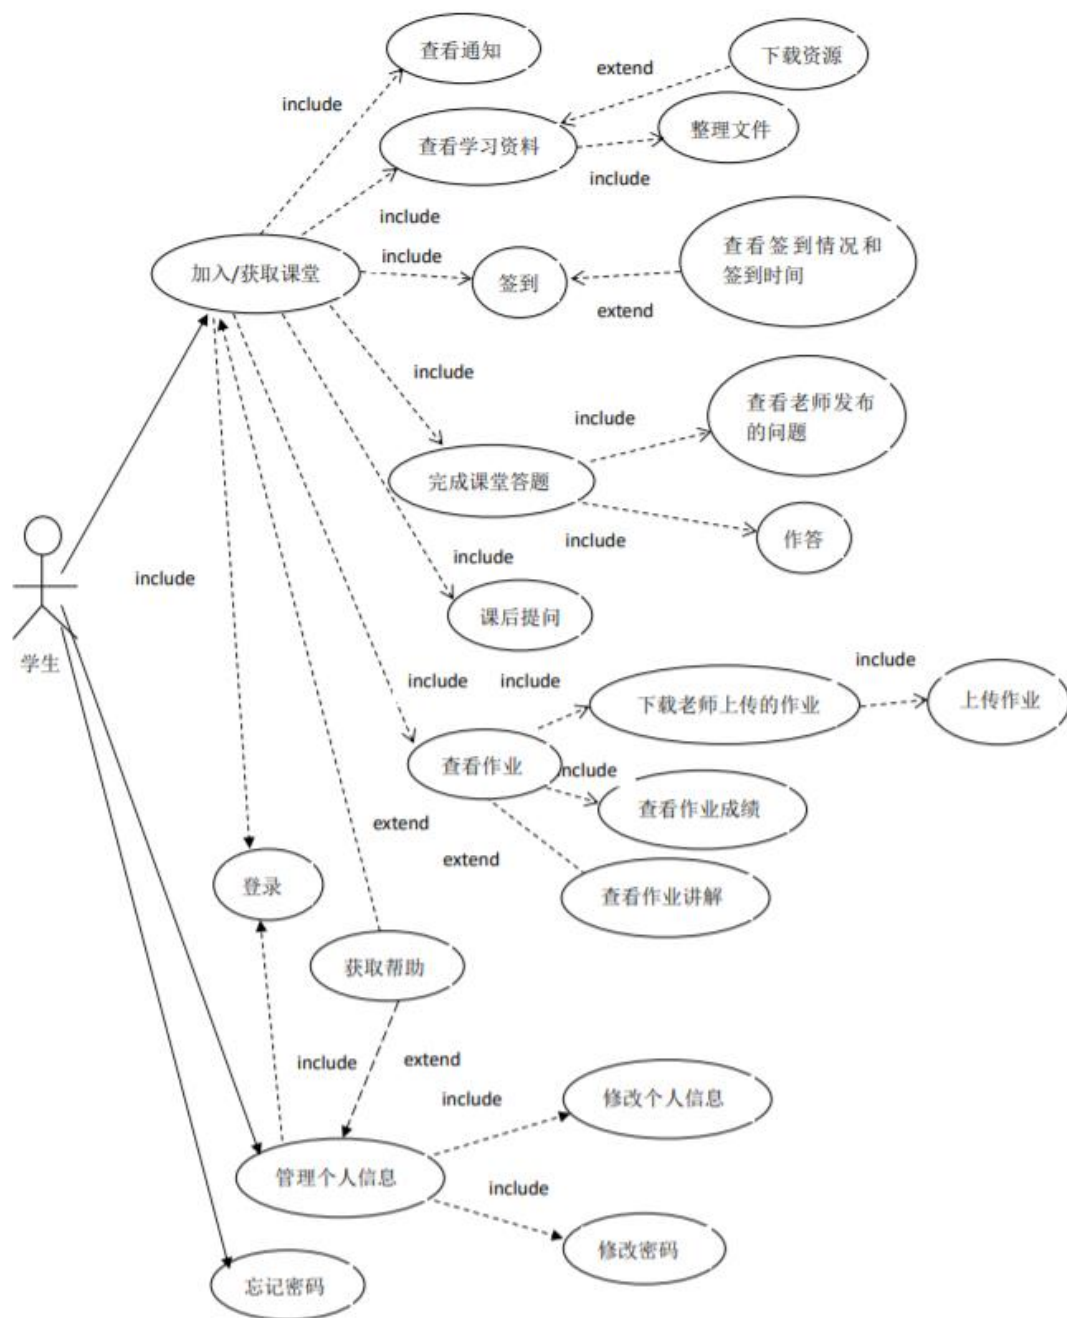 查看通知
下载资源
extend
include
查看学习资料
整理文件
include
include
查看签到情况和
签到时间
include
加入/获取课堂
签到
extend
include
查看老师发布
的问题
include
完成课堂答题
作答
include
include
include
课后提问
学生
include
include
include
下载老师上传的作业
上传作业
查看作业
include
查看作业成绩
extend
extend
登录
查看作业讲解
获取帮助
include
extend
include
修改个人信息
管理个人信息
include
修改密码
忘记密码